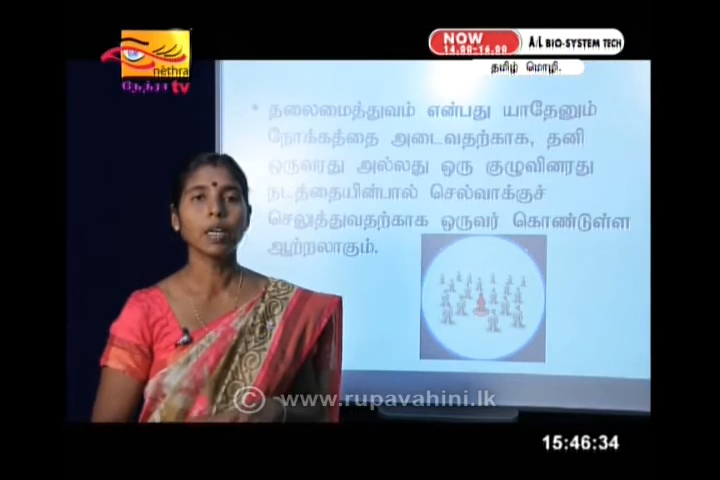 NOW
14.00-16.00
A/L BIO-SYSTEM TECH
தமிழ் மொழி.
nēthra
நேத்ரா tv
• தலைமைத்துவம் என்பது யாதேனும்
நோக்கத்தை அடைவதற்காக, தனி
ஒருவரது அல்லது ஒரு குழுவினரது
நடத்தையின்பால் செல்வாக்குச்
செலுத்துவதற்காக ஒருவர் கொண்டுள்ள
ஆற்றலாகும்.
© www.rupavahini.lk
15:46:34